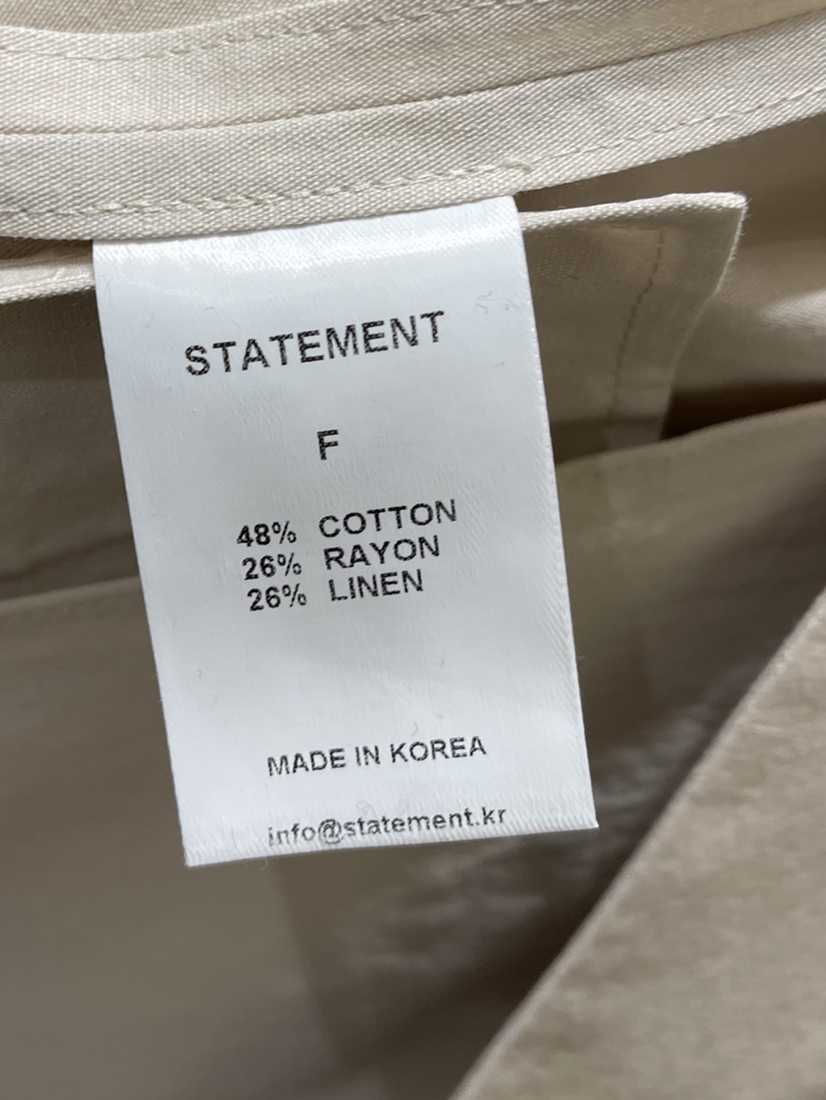 STATEMENT
F
48% COTTON
26% RAYON
26% LINEN
MADE IN KOREA
info@statement.kr